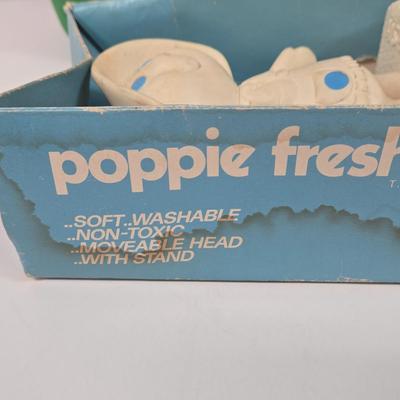 poppie fresh
T.
..SOFT..WASHABLE
..NON-TOXIC
..MOVEABLE HEAD
..WITH STAND